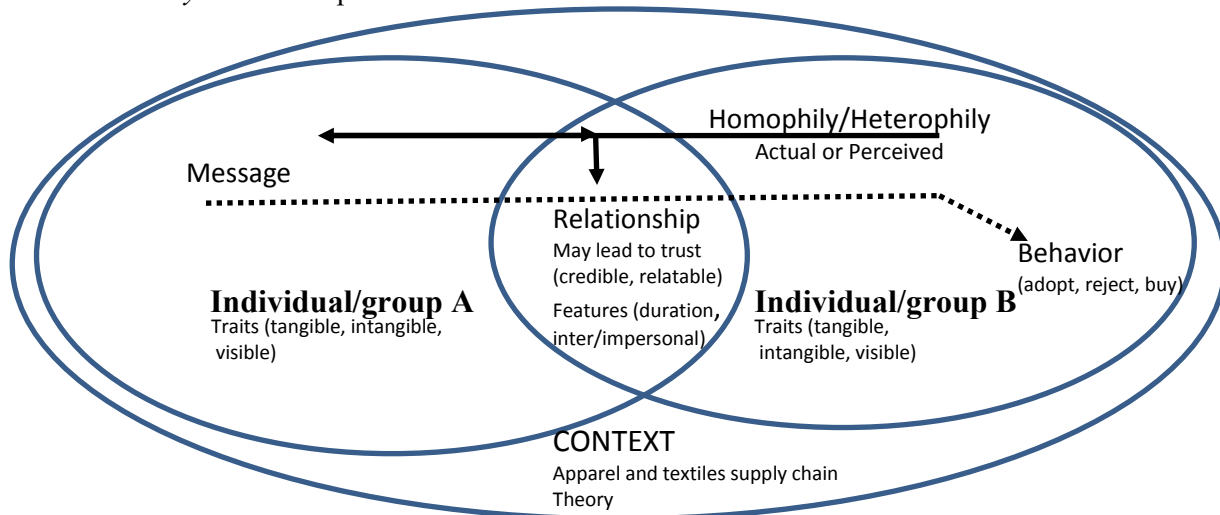 Homophily/Heterophily
Actual or Perceived
Message
Relationship
May lead to trust
(credible, relatable)
Features (duration,
inter/impersonal)
Behavior
(adopt, reject, buy)
Individual/group A
Traits (tangible, intangible,
visible)
Individual/group B
Traits (tangible,
intangible, visible)
CONTEXT
Apparel and textiles supply chain
Theory